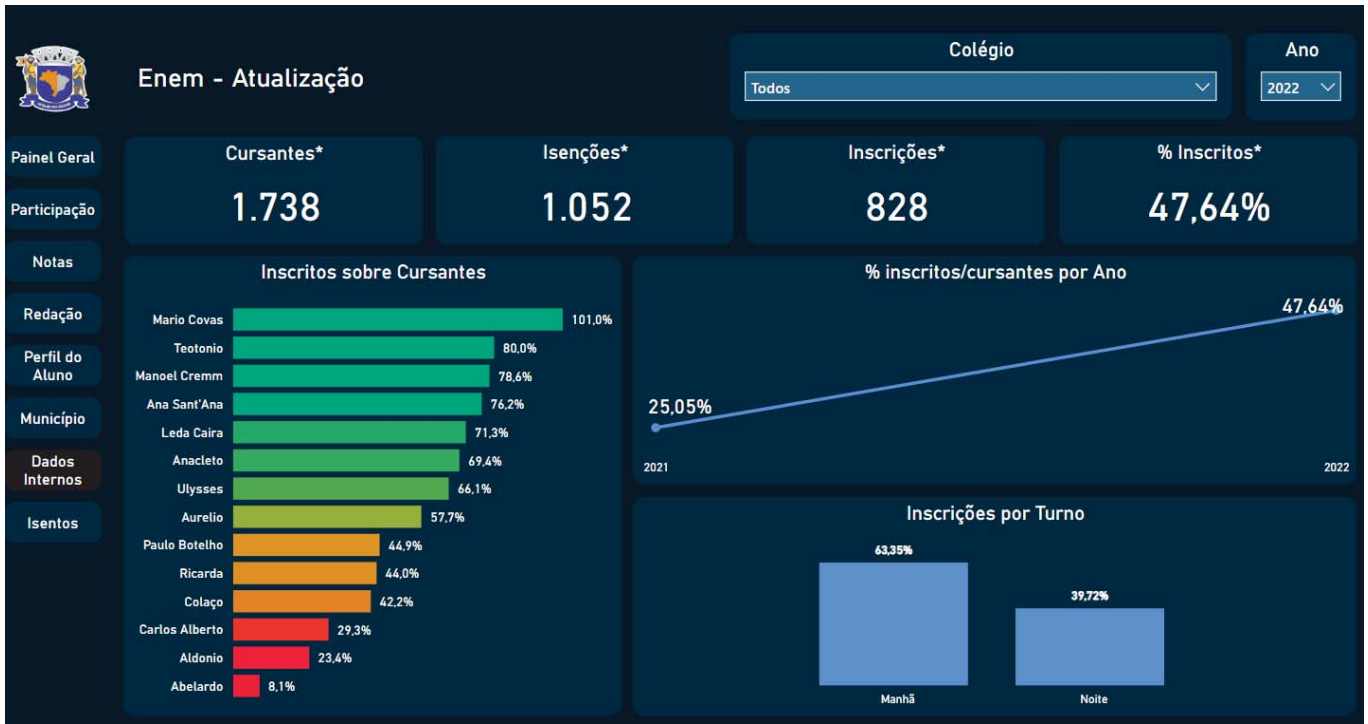 Enem - Atualização
Colégio
Todos
Ano
2022
Painel Geral
Participação
Notas
Redação
Perfil do
Aluno
Município
Dados
Internos
Isentos
Cursantes*
1.738
Isenções*
1.052
Inscrições*
828
% Inscritos*
47,64%
Inscritos sobre Cursantes
Mario Covas 101,0%
Teotonio 80,0%
Manoel Cremm 78,6%
Ana Sant'Ana 76,2%
Leda Caira 71,3%
Anacleto 69,4%
Ulysses 66,1%
Aurelio 57,7%
Paulo Botelho 44,9%
Ricarda 44,0%
Colaço 42,2%
Carlos Alberto 29,3%
Aldonio 23,4%
Abelardo 8,1%
% inscritos/cursantes por Ano
47,64%
25,05%
2021 2022
Inscrições por Turno
63,35%
39,72%
Manhã Noite